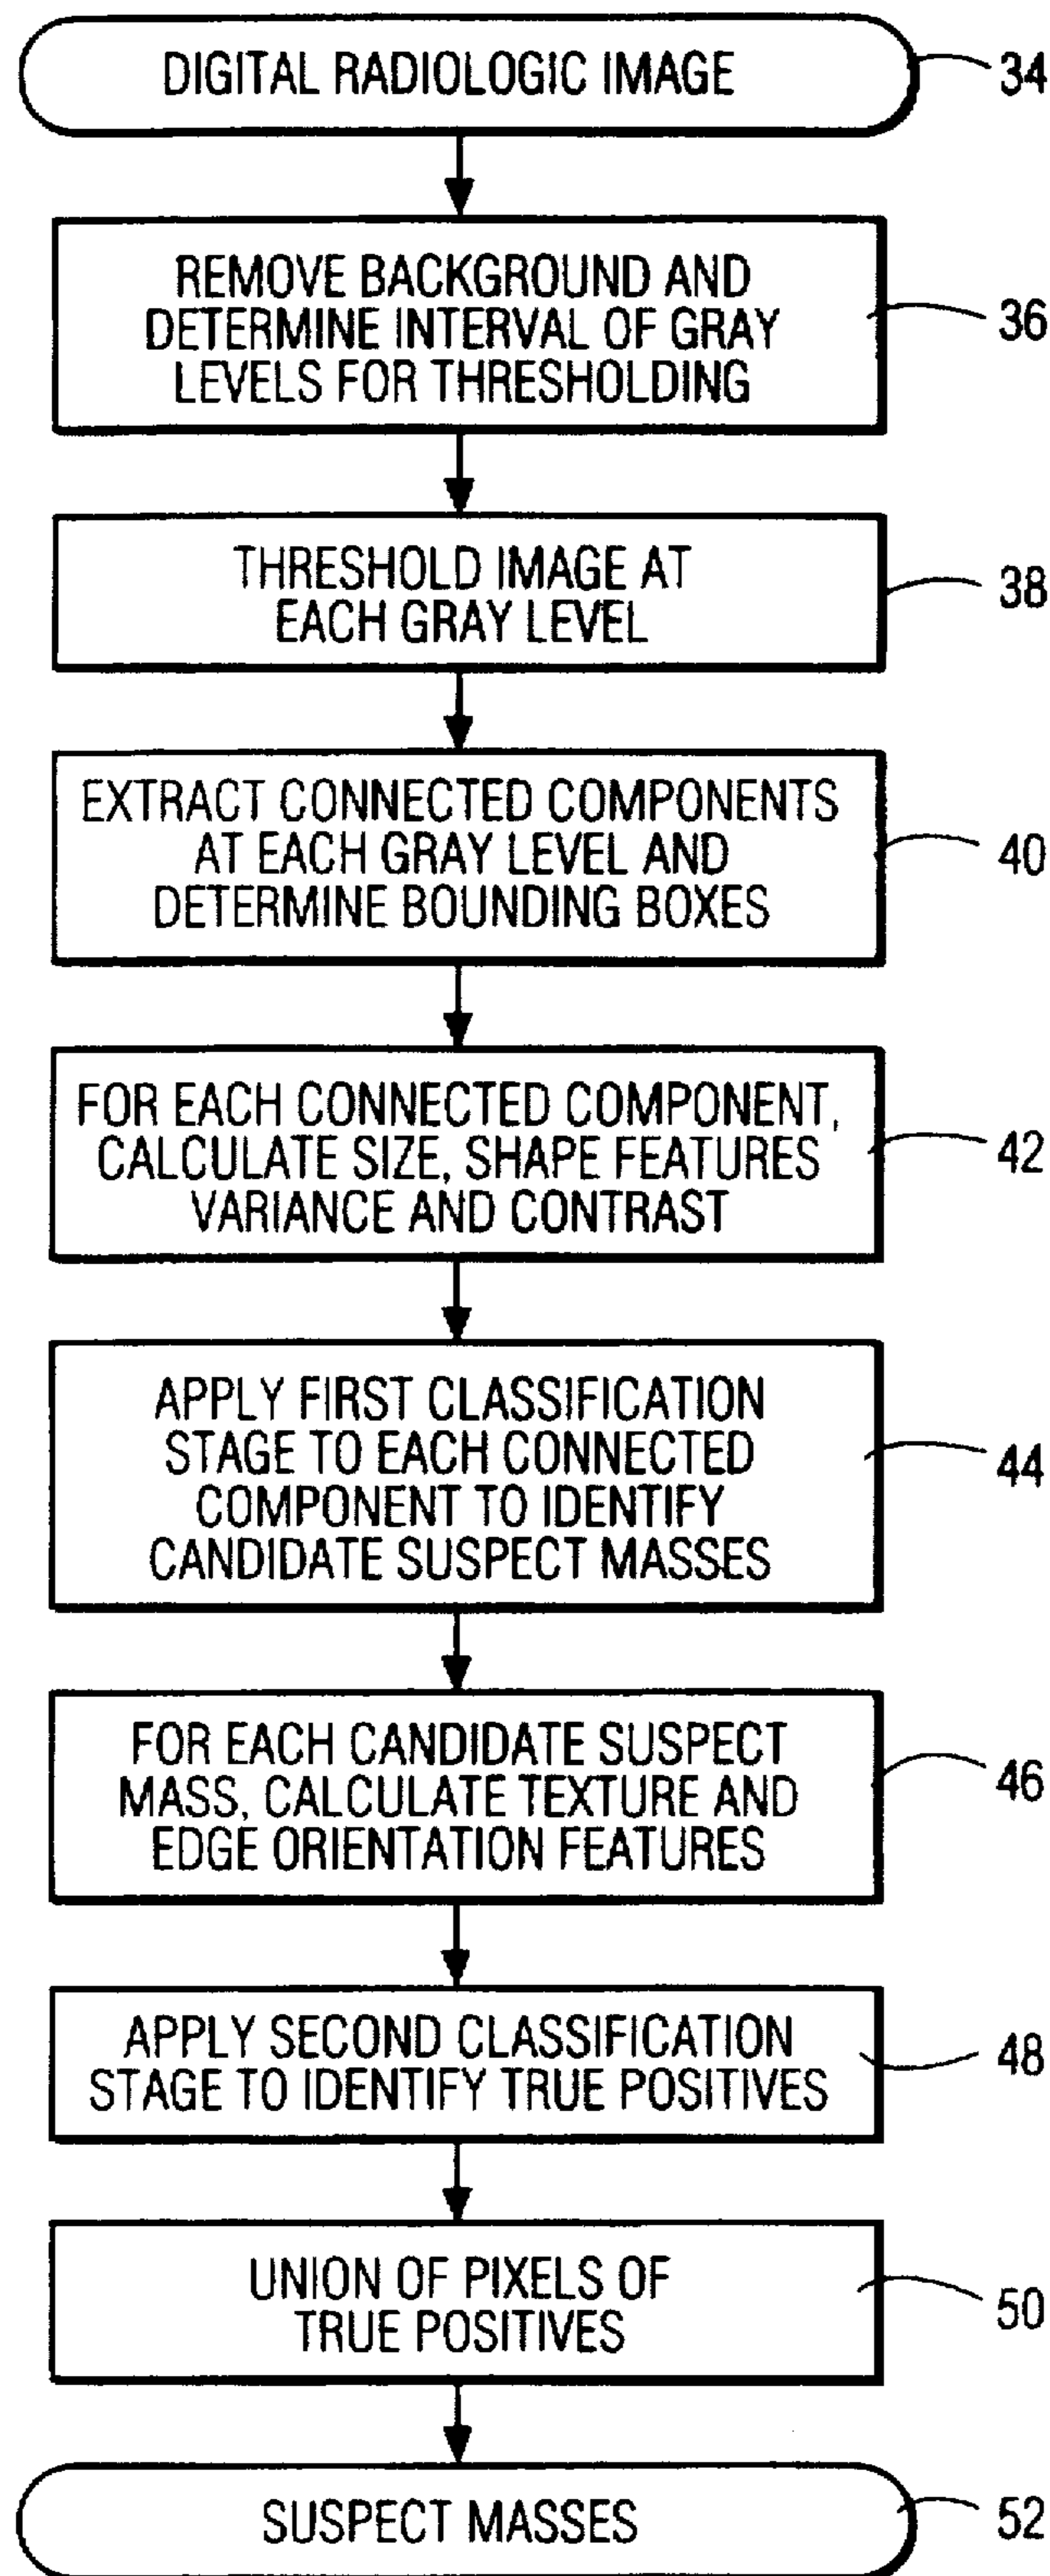 DIGITAL RADIOLOGIC IMAGE
34
REMOVE BACKGROUND AND
DETERMINE INTERVAL OF GRAY
LEVELS FOR THRESHOLDING
36
THRESHOLD IMAGE AT
EACH GRAY LEVEL
38
EXTRACT CONNECTED COMPONENTS
AT EACH GRAY LEVEL AND
DETERMINE BOUNDING BOXES
40
FOR EACH CONNECTED COMPONENT,
CALCULATE SIZE, SHAPE FEATURES
VARIANCE AND CONTRAST
42
APPLY FIRST CLASSIFICATION
STAGE TO EACH CONNECTED
COMPONENT TO IDENTIFY
CANDIDATE SUSPECT MASSES
44
FOR EACH CANDIDATE SUSPECT
MASS, CALCULATE TEXTURE AND
EDGE ORIENTATION FEATURES
46
APPLY SECOND CLASSIFICATION
STAGE TO IDENTIFY TRUE POSITIVES
48
UNION OF PIXELS OF
TRUE POSITIVES
50
SUSPECT MASSES
52